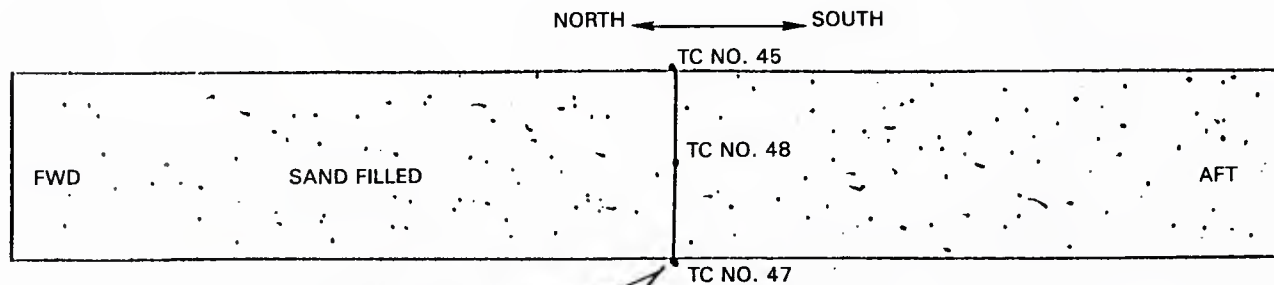 NORTH SOUTH
TC NO. 45
TC NO. 48
FWD SAND FILLED AFT
TC NO. 47